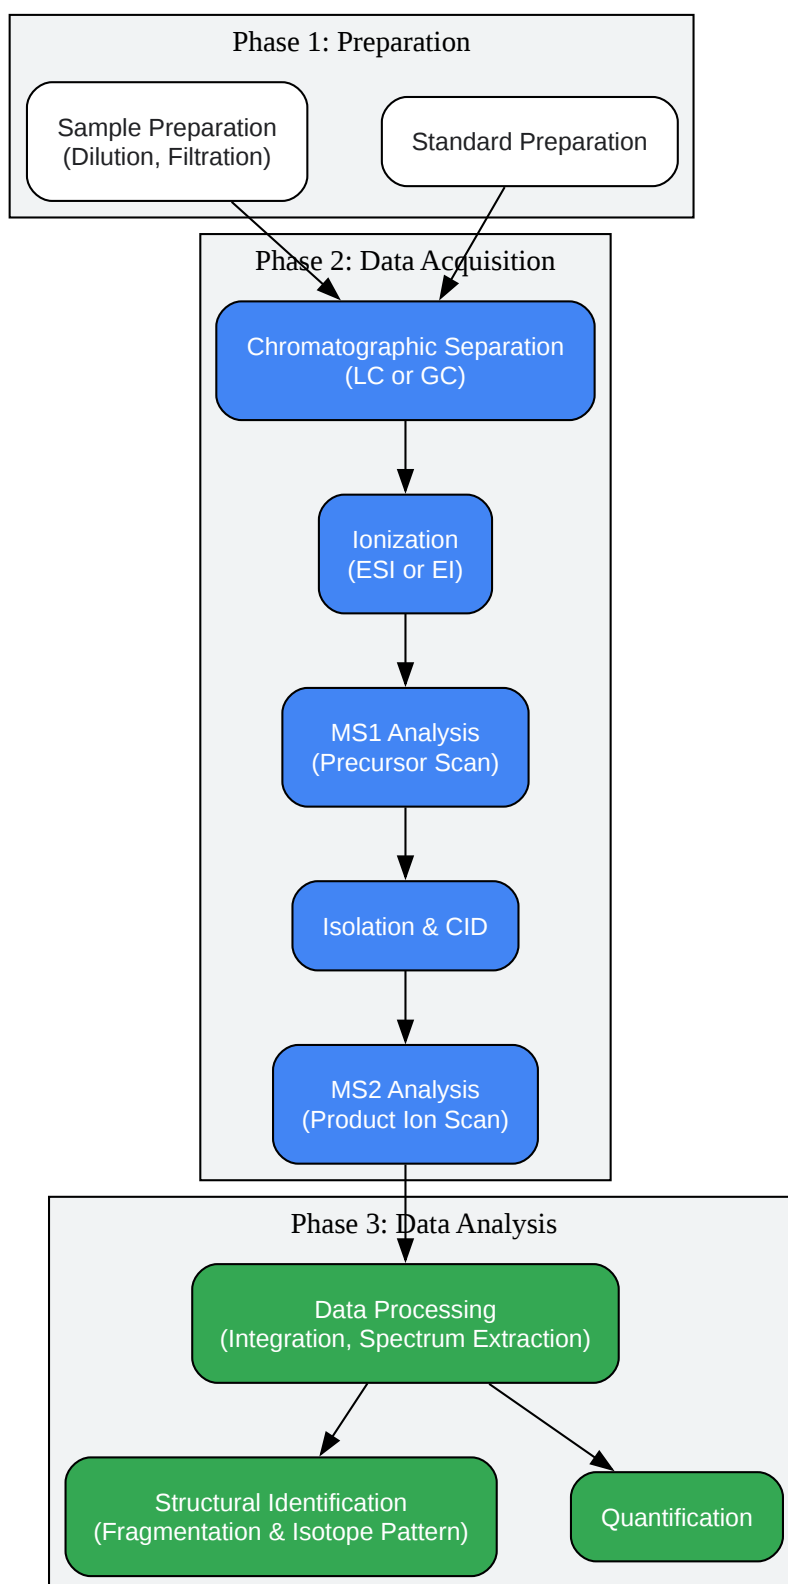 Phase 1: Preparation
Sample Preparation
(Dilution, Filtration)
Standard Preparation
Phase 2: Data Acquisition
Chromatographic Separation
(LC or GC)
Ionization
(ESI or EI)
MS1 Analysis
(Precursor Scan)
Isolation & CID
MS2 Analysis
(Product Ion Scan)
Phase 3: Data Analysis
Data Processing
(Integration, Spectrum Extraction)
Structural Identification
(Fragmentation & Isotope Pattern)
Quantification